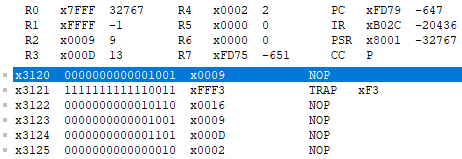 R0 x7FFF 32767 R4 x0002 2 PC xFD79 -647
R1 xFFFF -1 R5 x0000 0 IR xB02C -20436
R2 x0009 9 R6 x0000 0 PSR x8001 -32767
R3 x000D 13 R7 xFD75 -651 CC P
x3120 0000000000001001 x0009 NOP
x3121 1111111111110011 xFFF3 TRAP xF3
x3122 0000000000010110 x0016 NOP
x3123 0000000000001001 x0009 NOP
x3124 0000000000001101 x000D NOP
x3125 0000000000000010 x0002 NOP